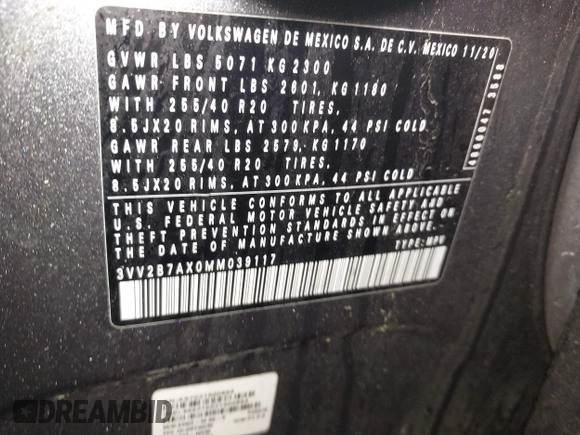 MFD BY VOLKSWAGEN DE MEXICO S.A. DE C.V. MEXICO 11/20
GVWR LBS 5071 KG 2300
GAWR FRONT LBS 2601, KG 1180
WITH 255/40 R20 TIRES,
8.5JX20 RIMS, AT 300 KPA, 44 PSI COLD
GAWR REAR LBS 2579, KG 1170
WITH 255/40 R20 TIRES,
8.5JX20 RIMS, AT 300 KPA, 44 PSI COLD
THIS VEHICLE CONFORMS TO ALL APPLICABLE
U.S. FEDERAL MOTOR VEHICLE SAFETY AND
THEFT PREVENTION STANDARDS IN EFFECT ON
THE DATE OF MANUFACTURE SHOWN ABOVE.
3VV2B7AX0MM039117 TYPE: MPV
DREAMBID